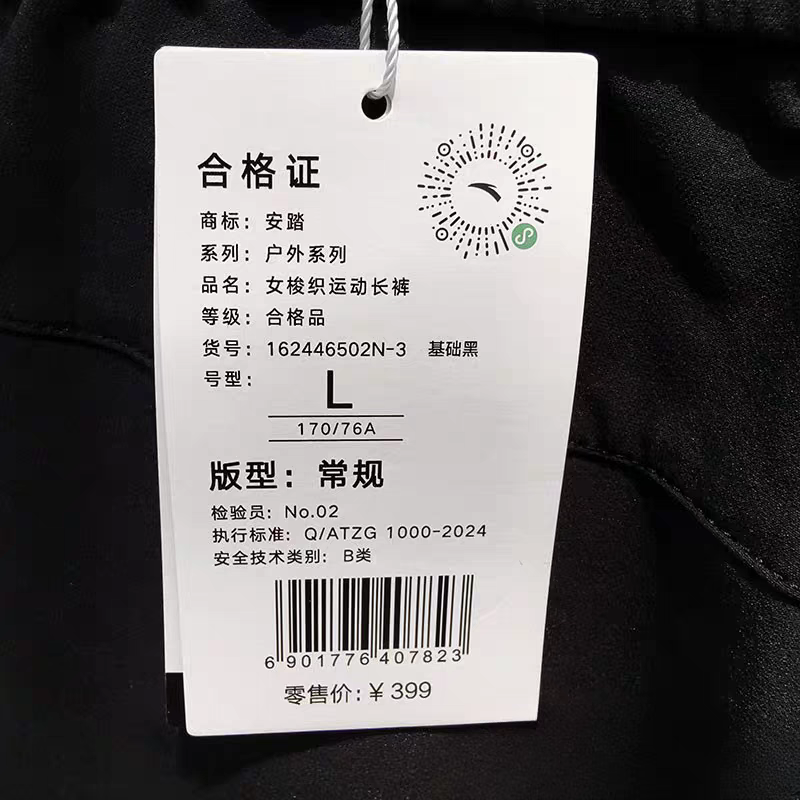 合格证
商标：安踏
系列：户外系列
品名：女梭织运动长裤
等级：合格品
货号：162446502N-3 基础黑
号型：
L
170/76A
版型：常规
检验员：No.02
执行标准：Q/ATZG 1000-2024
安全技术类别：B类
6 901776 407823
零售价：￥399